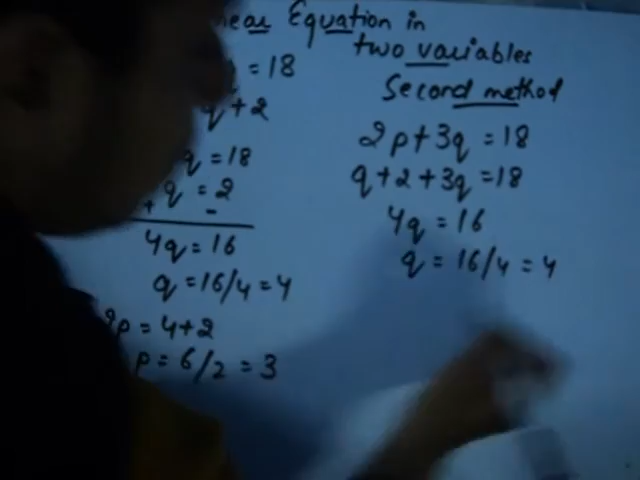 Equation in
two variables
= 18
q + 2
q = 18
+ q = 2
-
4q = 16
q = 16/4 = 4
2p = 4+2
p = 6/2 = 3
Second method
2p+3q = 18
q+2+3q =18
4q = 16
q = 16/4 = 4